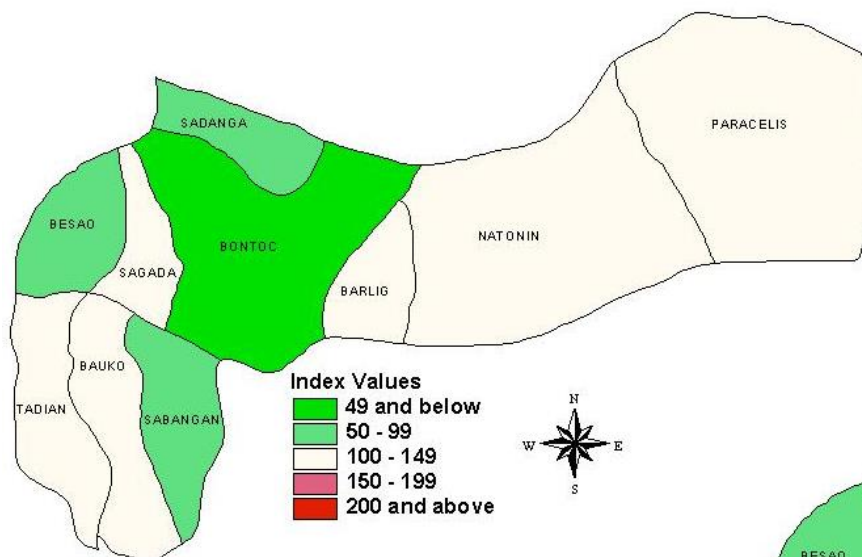 SADANGA
PARACELIS
BESAO
BONTOC
NATONIN
SAGADA
BARLIG
BAUKO
TADIAN
SABANGAN
Index Values
49 and below
50 - 99
100 - 149
150 - 199
200 and above
N
W E
S
BESAO